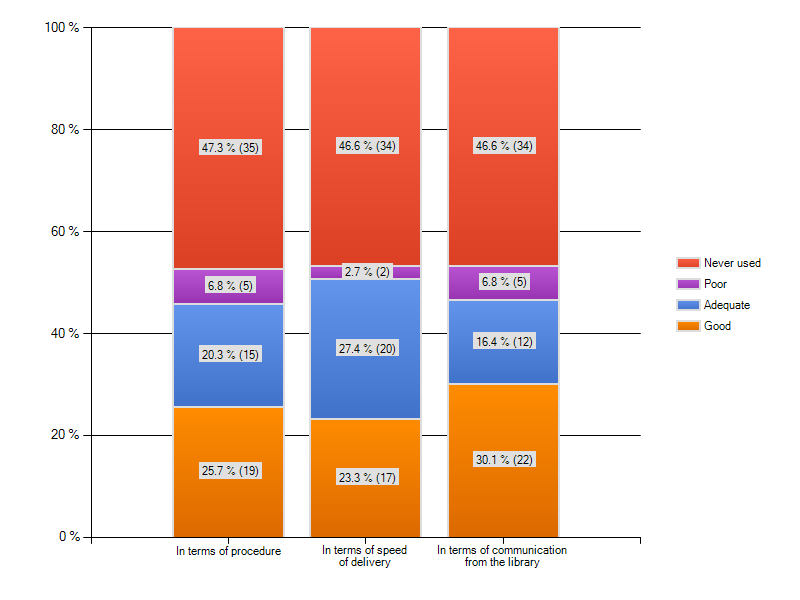 100 %
80 %
60 %
40 %
20 %
0 %
47.3 % (35)
6.8 % (5)
20.3 % (15)
25.7 % (19)
46.6 % (34)
2.7 % (2)
27.4 % (20)
23.3 % (17)
46.6 % (34)
6.8 % (5)
16.4 % (12)
30.1 % (22)
In terms of procedure
In terms of speed
of delivery
In terms of communication
from the library
Never used
Poor
Adequate
Good